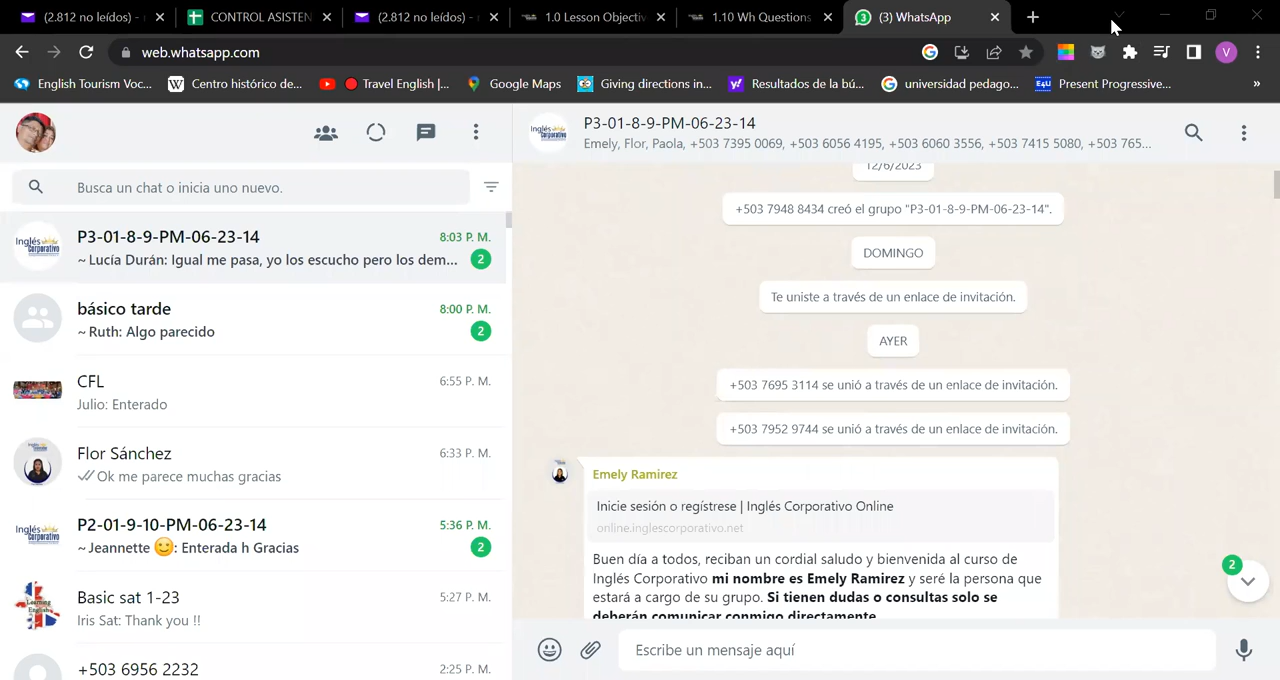 (2.812 no leídos) -
CONTROL ASISTEN
(2.812 no leídos) -
1.0 Lesson Objectiv
1.10 Wh Questions
(3) WhatsApp
web.whatsapp.com
V
English Tourism Voc...
Centro histórico de...
Travel English |...
Google Maps
Giving directions in...
Resultados de la bú...
universidad pedago...
Present Progressive...
»
Busca un chat o inicia uno nuevo.
P3-01-8-9-PM-06-23-14
8:03 P. M.
~ Lucía Durán: Igual me pasa, yo los escucho pero los dem...
2
básico tarde
8:00 P. M.
~ Ruth: Algo parecido
2
CFL
6:55 P. M.
Julio: Enterado
Flor Sánchez
6:33 P. M.
Ok me parece muchas gracias
P2-01-9-10-PM-06-23-14
5:36 P. M.
~ Jeannette 🙂: Enterada h Gracias
2
Basic sat 1-23
5:27 P. M.
Iris Sat: Thank you !!
+503 6956 2232
2:25 P. M.
P3-01-8-9-PM-06-23-14
Emely, Flor, Paola, +503 7395 0069, +503 6056 4195, +503 6060 3556, +503 7415 5080, +503 765...
12/6/2023
+503 7948 8434 creó el grupo "P3-01-8-9-PM-06-23-14".
DOMINGO
Te uniste a través de un enlace de invitación.
AYER
+503 7695 3114 se unió a través de un enlace de invitación.
+503 7952 9744 se unió a través de un enlace de invitación.
Emely Ramirez
Inicie sesión o regístrese | Inglés Corporativo Online
online.inglescorporativo.net
Buen día a todos, reciban un cordial saludo y bienvenida al curso de
Inglés Corporativo mi nombre es Emely Ramirez y seré la persona que
estará a cargo de su grupo. Si tienen dudas o consultas solo se
deberán comunicar conmigo directamente
2
Escribe un mensaje aquí